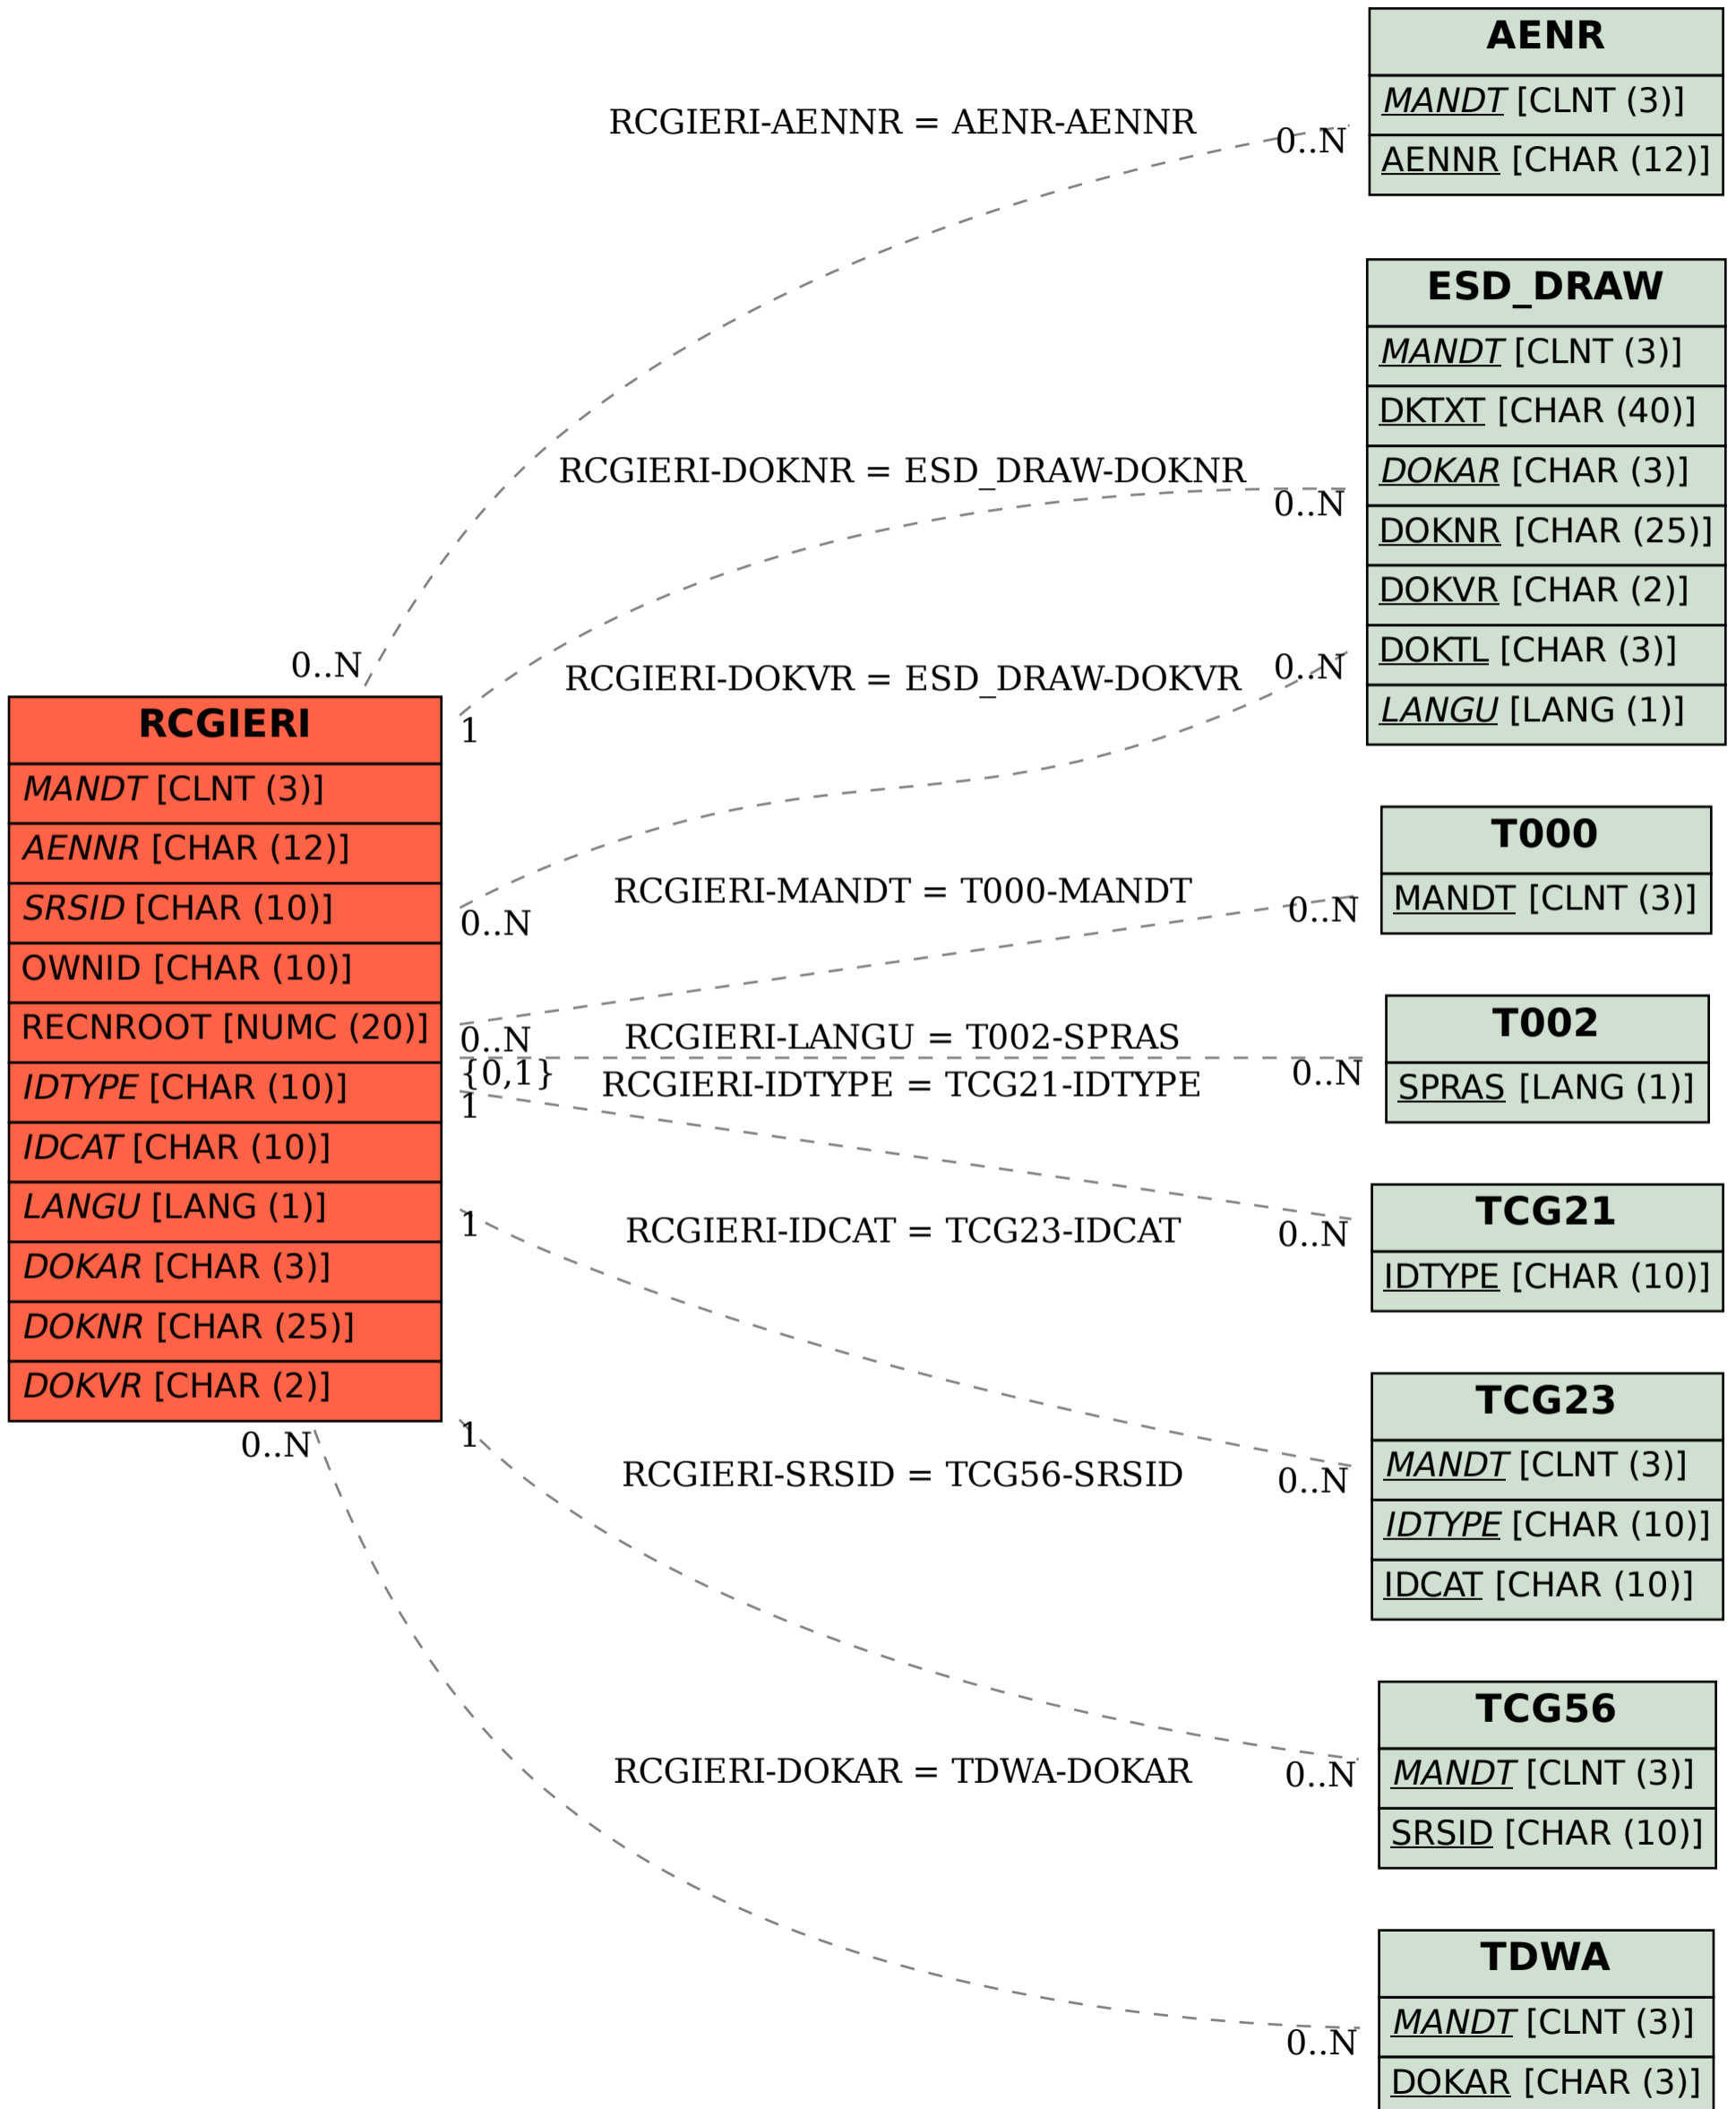 AENR
MANDT [CLNT (3)]
AENNR [CHAR (12)]
RCGIERI-AENNR = AENR-AENNR
0..N
0..N
ESD_DRAW
MANDT [CLNT (3)]
DKTXT [CHAR (40)]
DOKAR [CHAR (3)]
DOKNR [CHAR (25)]
DOKVR [CHAR (2)]
DOKTL [CHAR (3)]
LANGU [LANG (1)]
RCGIERI-DOKNR = ESD_DRAW-DOKNR
0..N
1
RCGIERI-DOKVR = ESD_DRAW-DOKVR
0..N
0..N
RCGIERI
MANDT [CLNT (3)]
AENNR [CHAR (12)]
SRSID [CHAR (10)]
OWNID [CHAR (10)]
RECNROOT [NUMC (20)]
IDTYPE [CHAR (10)]
IDCAT [CHAR (10)]
LANGU [LANG (1)]
DOKAR [CHAR (3)]
DOKNR [CHAR (25)]
DOKVR [CHAR (2)]
T000
MANDT [CLNT (3)]
RCGIERI-MANDT = T000-MANDT
0..N
0..N
T002
SPRAS [LANG (1)]
RCGIERI-LANGU = T002-SPRAS
{0,1}
0..N
RCGIERI-IDTYPE = TCG21-IDTYPE
1
0..N
TCG21
IDTYPE [CHAR (10)]
RCGIERI-IDCAT = TCG23-IDCAT
1
0..N
TCG23
MANDT [CLNT (3)]
IDTYPE [CHAR (10)]
IDCAT [CHAR (10)]
RCGIERI-SRSID = TCG56-SRSID
1
0..N
TCG56
MANDT [CLNT (3)]
SRSID [CHAR (10)]
RCGIERI-DOKAR = TDWA-DOKAR
0..N
0..N
TDWA
MANDT [CLNT (3)]
DOKAR [CHAR (3)]